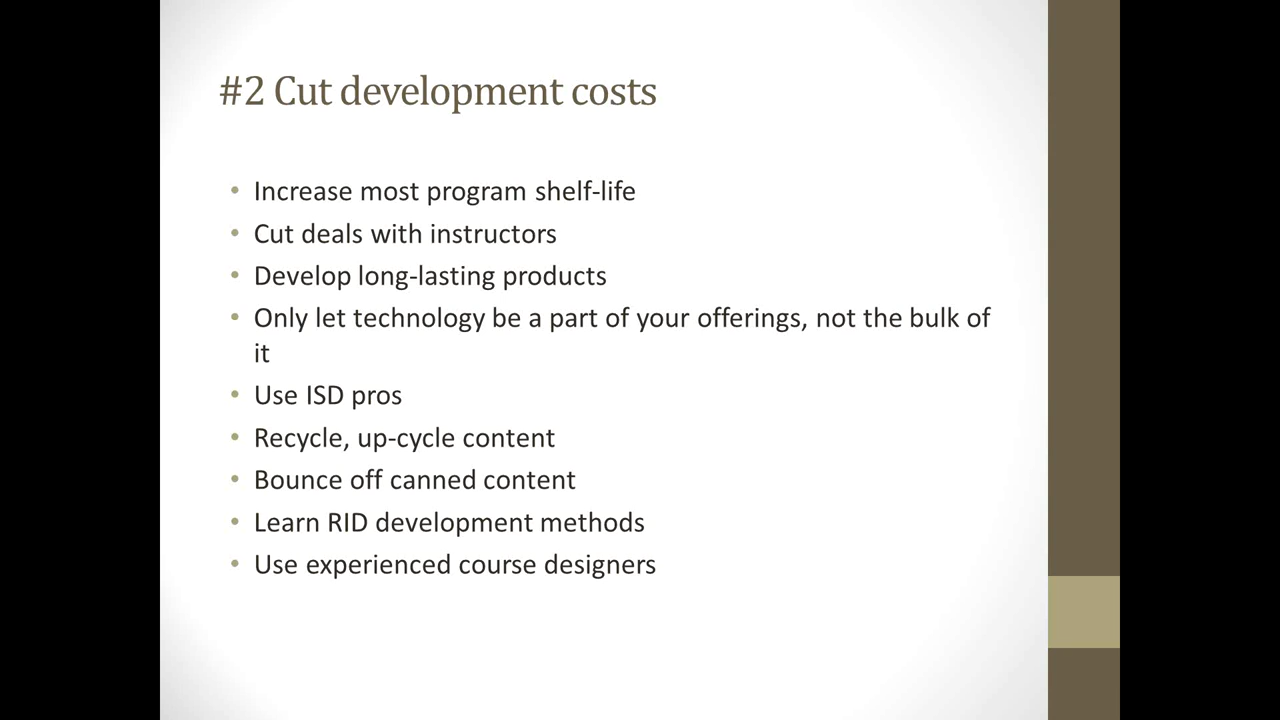 #2 Cut development costs
• Increase most program shelf-life
• Cut deals with instructors
• Develop long-lasting products
• Only let technology be a part of your offerings, not the bulk of
it
• Use ISD pros
• Recycle, up-cycle content
• Bounce off canned content
• Learn RID development methods
• Use experienced course designers